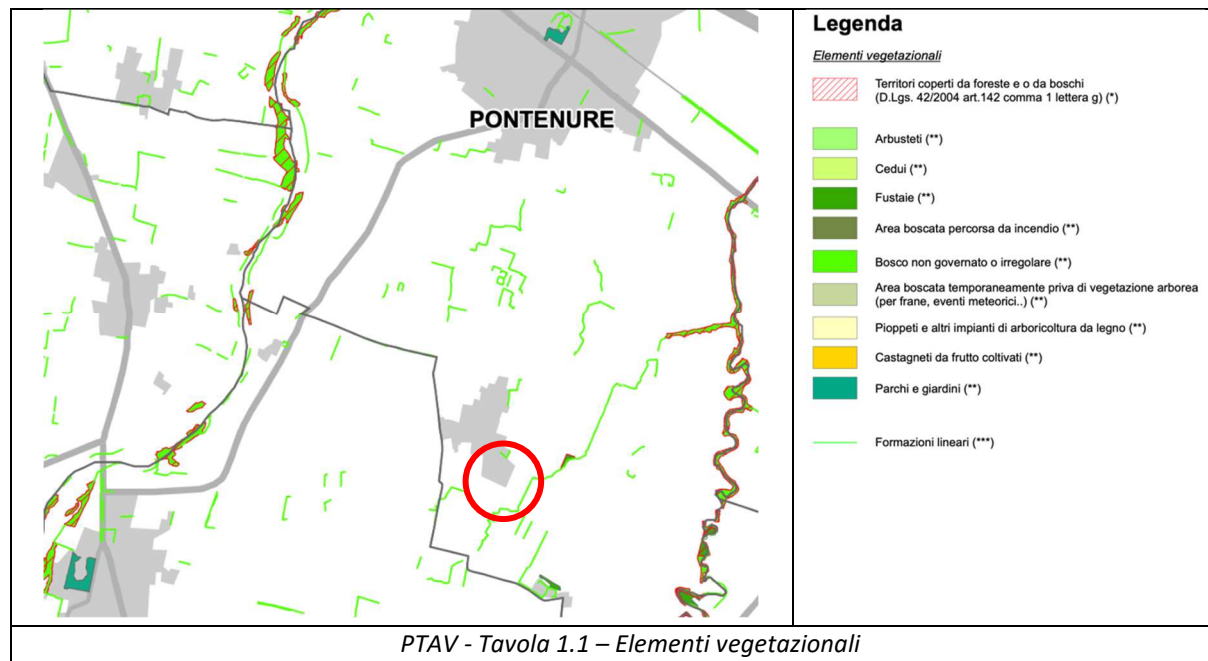 PONTENURE
Legenda
Elementi vegetazionali
Territori coperti da foreste e o da boschi
(D.Lgs. 42/2004 art.142 comma 1 lettera g) (*)
Arbusteti (**)
Cedui (**)
Fustaie (**)
Area boscata percorsa da incendio (**)
Bosco non governato o irregolare (**)
Area boscata temporaneamente priva di vegetazione arborea
(per frane, eventi meteorici..) (**)
Pioppeti e altri impianti di arboricoltura da legno (**)
Castagneti da frutto coltivati (**)
Parchi e giardini (**)
Formazioni lineari (***)
PTAV - Tavola 1.1 – Elementi vegetazionali